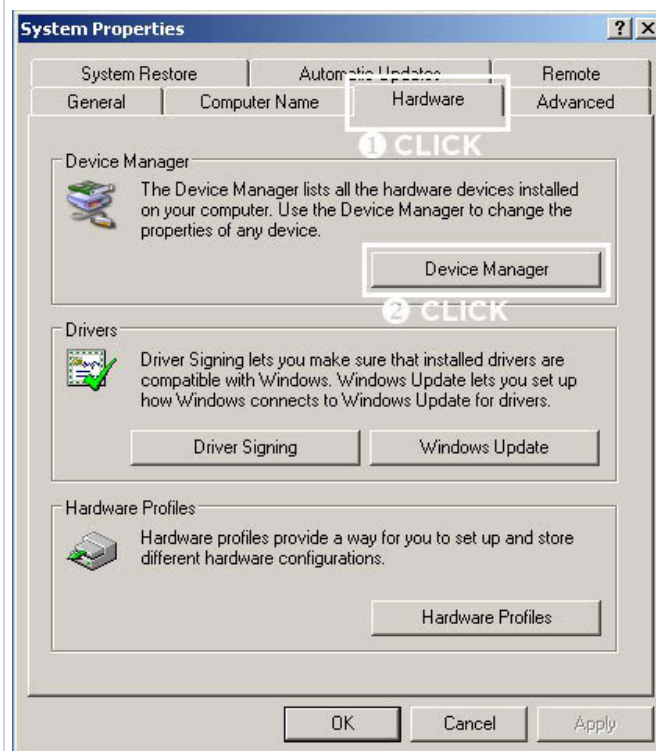 System Properties
System Restore
Automatic Updates
Remote
General
Computer Name
Hardware
Advanced
1 CLICK
Device Manager
The Device Manager lists all the hardware devices installed
on your computer. Use the Device Manager to change the
properties of any device.
Device Manager
2 CLICK
Drivers
Driver Signing lets you make sure that installed drivers are
compatible with Windows. Windows Update lets you set up
how Windows connects to Windows Update for drivers.
Driver Signing
Windows Update
Hardware Profiles
Hardware profiles provide a way for you to set up and store
different hardware configurations.
Hardware Profiles
OK
Cancel
Apply